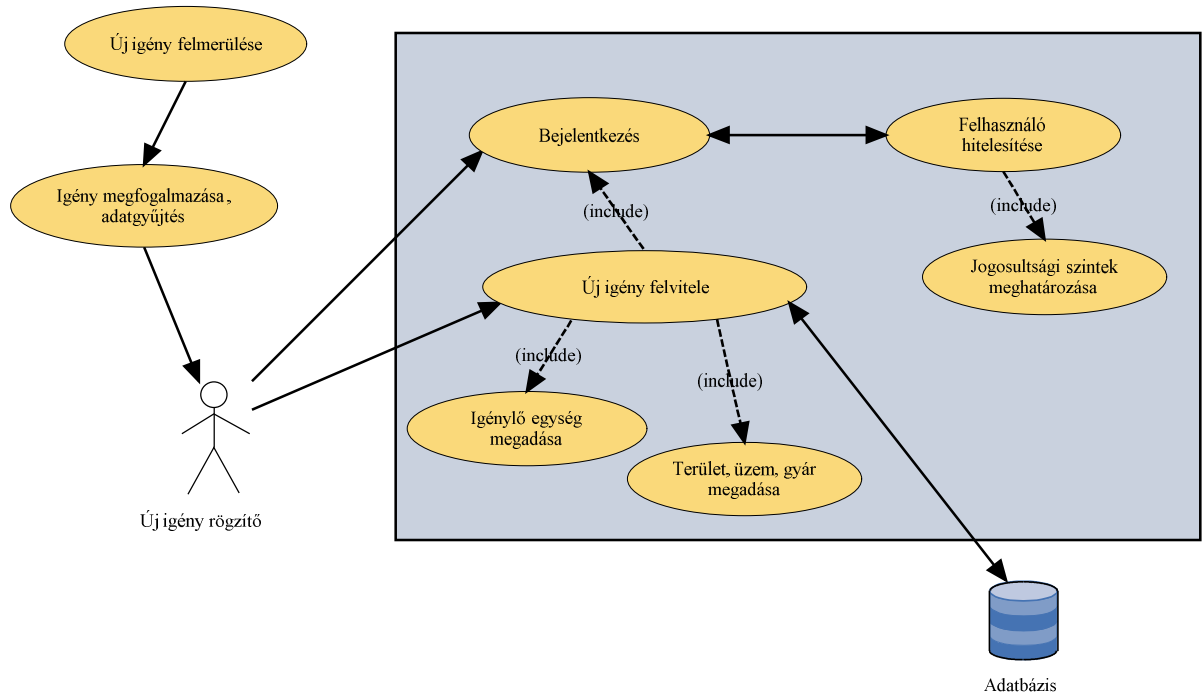 Új igény felmerülése
Igény megfogalmazása,
adatgyűjtés
Új igény rögzítő
Bejelentkezés
Felhasználó
hitelesítése
(include)
(include)
Jogosultsági szintek
meghatározása
Új igény felvitele
(include)
(include)
Igénylő egység
megadása
Terület, üzem, gyár
megadása
Adatbázis